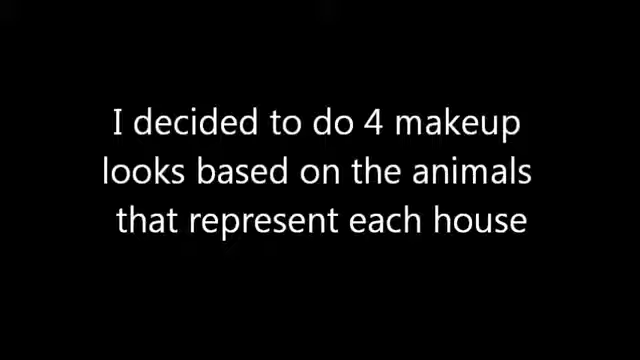 I decided to do 4 makeup
looks based on the animals
that represent each house